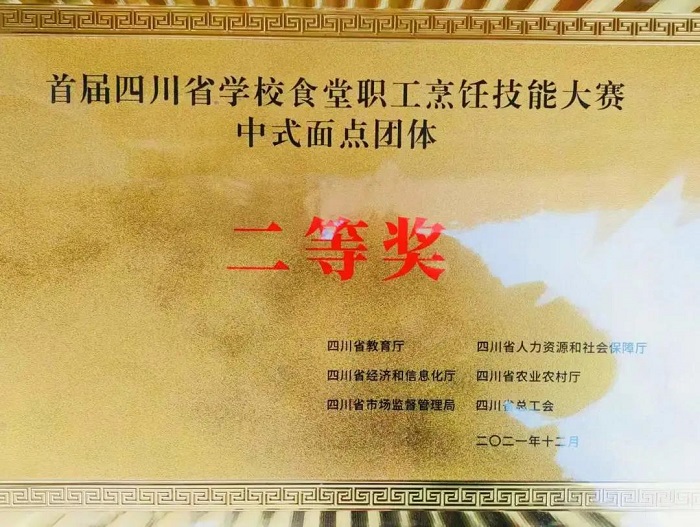 首届四川省学校食堂职工烹饪技能大赛
中式面点团体
二等奖
四川省教育厅 四川省人力资源和社会保障厅
四川省经济和信息化厅 四川省农业农村厅
四川省市场监督管理局 四川省总工会
二〇二一年十二月